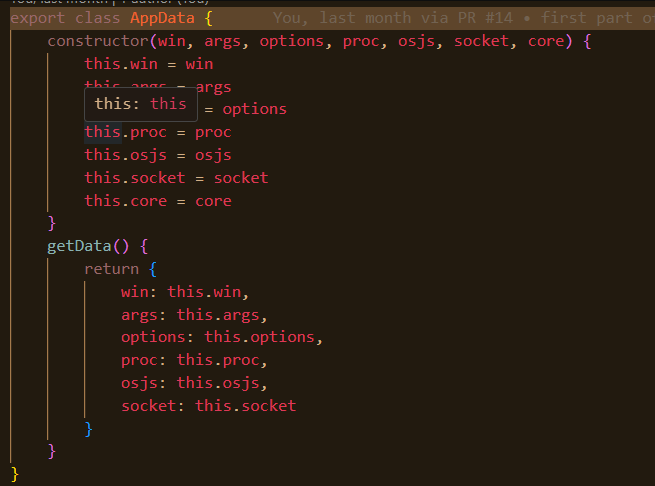 You, last month | 1 author (You)
export class AppData {    You, last month via PR #14 • first part o
constructor(win, args, options, proc, osjs, socket, core) {
this.win = win
this.args = args
= options
this: this
this.proc = proc
this.osjs = osjs
this.socket = socket
this.core = core
}
getData() {
return {
win: this.win,
args: this.args,
options: this.options,
proc: this.proc,
osjs: this.osjs,
socket: this.socket
}
}
}